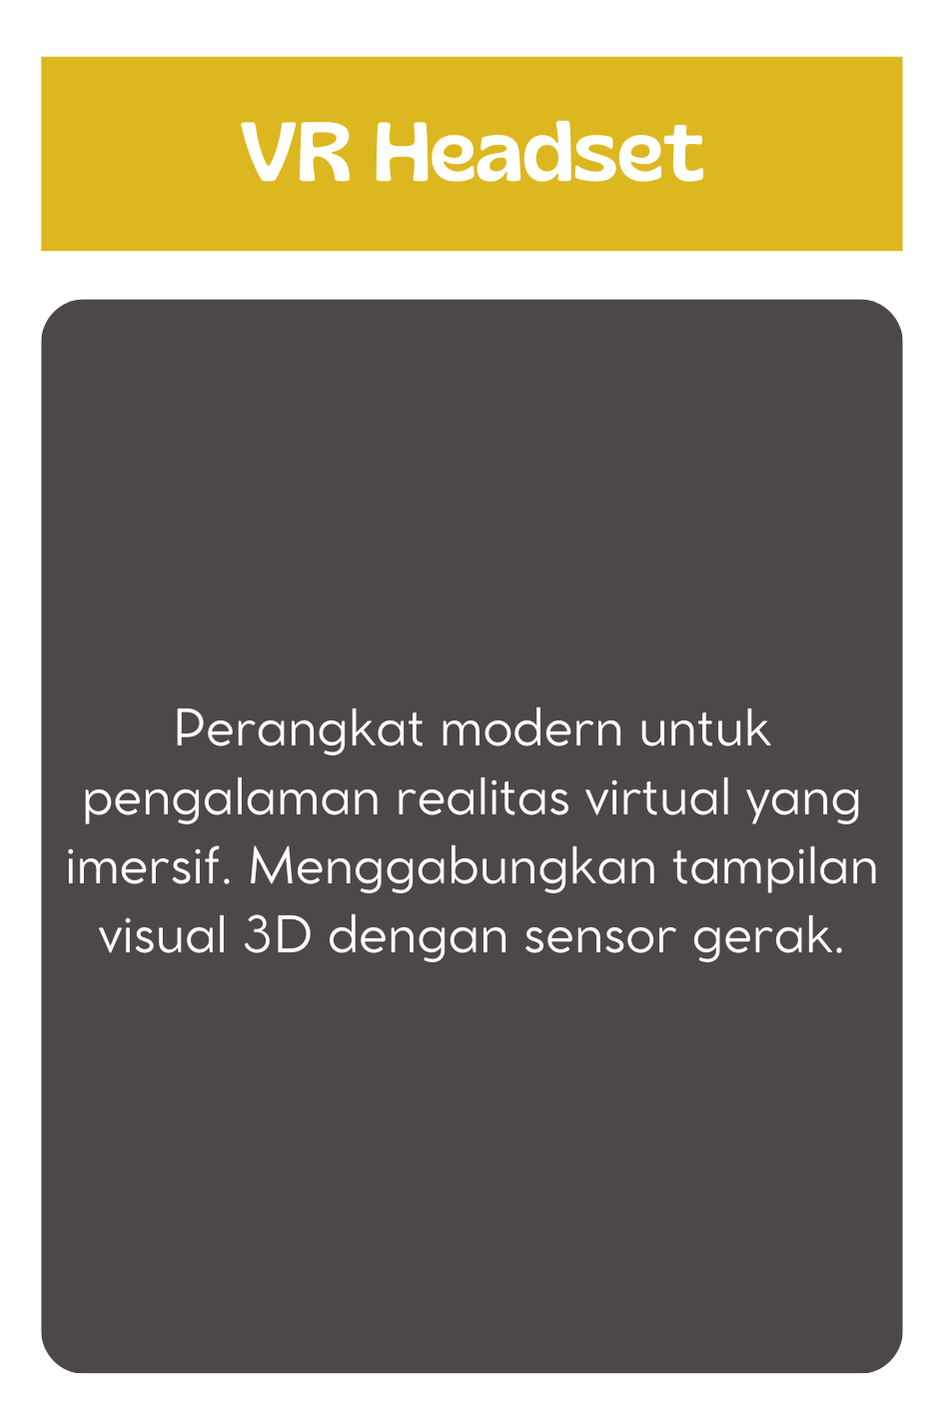 VR Headset
Perangkat modern untuk
pengalaman realitas virtual yang
imersif. Menggabungkan tampilan
visual 3D dengan sensor gerak.